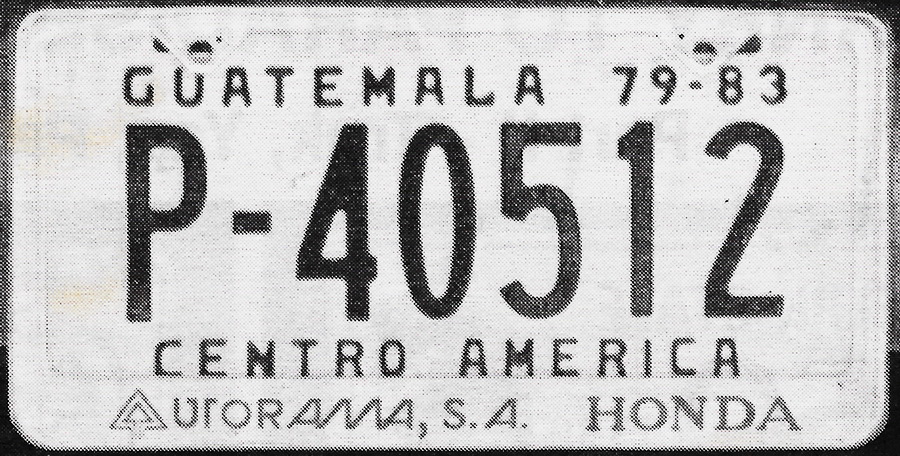 GUATEMALA 79-83
P-40512
CENTRO AMERICA
AUTORAMA, S.A. HONDA